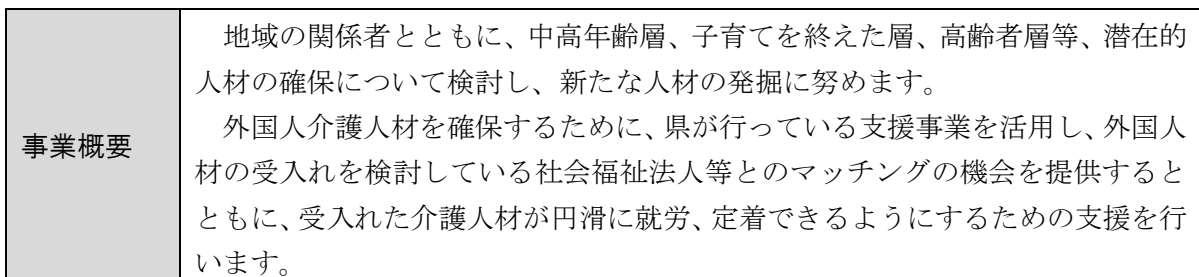 事業概要
　地域の関係者とともに、中高年齢層、子育てを終えた層、高齢者層等、潜在的
人材の確保について検討し、新たな人材の発掘に努めます。
　外国人介護人材を確保するために、県が行っている支援事業を活用し、外国人
材の受入れを検討している社会福祉法人等とのマッチングの機会を提供すると
ともに、受入れた介護人材が円滑に就労、定着できるようにするための支援を行
います。